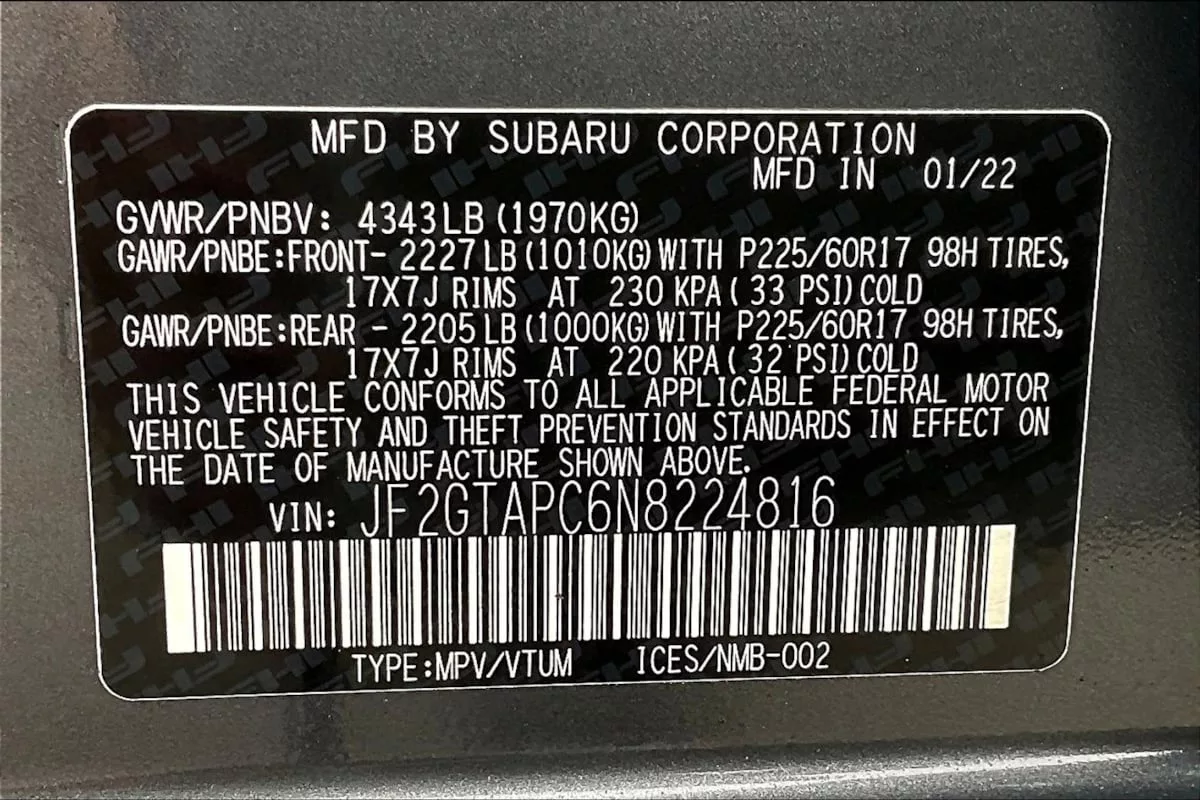 MFD BY SUBARU CORPORATION
MFD IN 01/22
GVWR/PNBV: 4343LB (1970KG)
GAWR/PNBE:FRONT- 2227LB (1010KG) WITH P225/60R17 98H TIRES,
17X7J RIMS AT 230 KPA ( 33 PSI) COLD
GAWR/PNBE:REAR - 2205LB (1000KG) WITH P225/60R17 98H TIRES,
17X7J RIMS AT 220 KPA ( 32 PSI) COLD
THIS VEHICLE CONFORMS TO ALL APPLICABLE FEDERAL MOTOR
VEHICLE SAFETY AND THEFT PREVENTION STANDARDS IN EFFECT ON
THE DATE OF MANUFACTURE SHOWN ABOVE.
VIN: JF2GTAPC6N8224816
TYPE:MPV/VTUM ICES/NMB-002